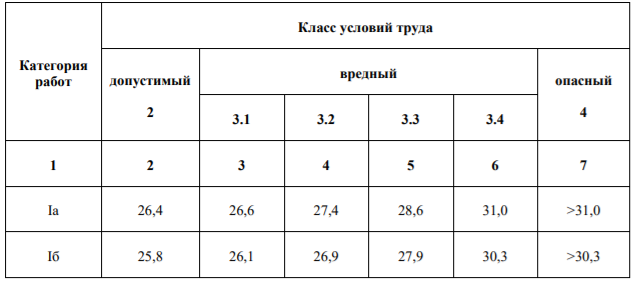 Категория работ
Класс условий труда
допустимый
2
вредный
опасный
4
3.1 3.2 3.3 3.4
1 2 3 4 5 6 7
Iа 26,4 26,6 27,4 28,6 31,0 >31,0
Iб 25,8 26,1 26,9 27,9 30,3 >30,3